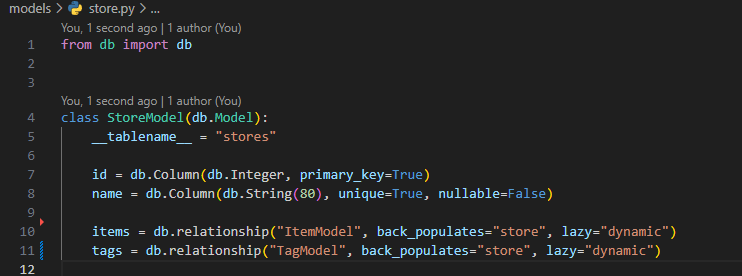 models > store.py > ...
You, 1 second ago | 1 author (You)
1 from db import db
2
3
You, 1 second ago | 1 author (You)
4 class StoreModel(db.Model):
5 __tablename__ = "stores"
6
7 id = db.Column(db.Integer, primary_key=True)
8 name = db.Column(db.String(80), unique=True, nullable=False)
9
10 items = db.relationship("ItemModel", back_populates="store", lazy="dynamic")
11 tags = db.relationship("TagModel", back_populates="store", lazy="dynamic")
12